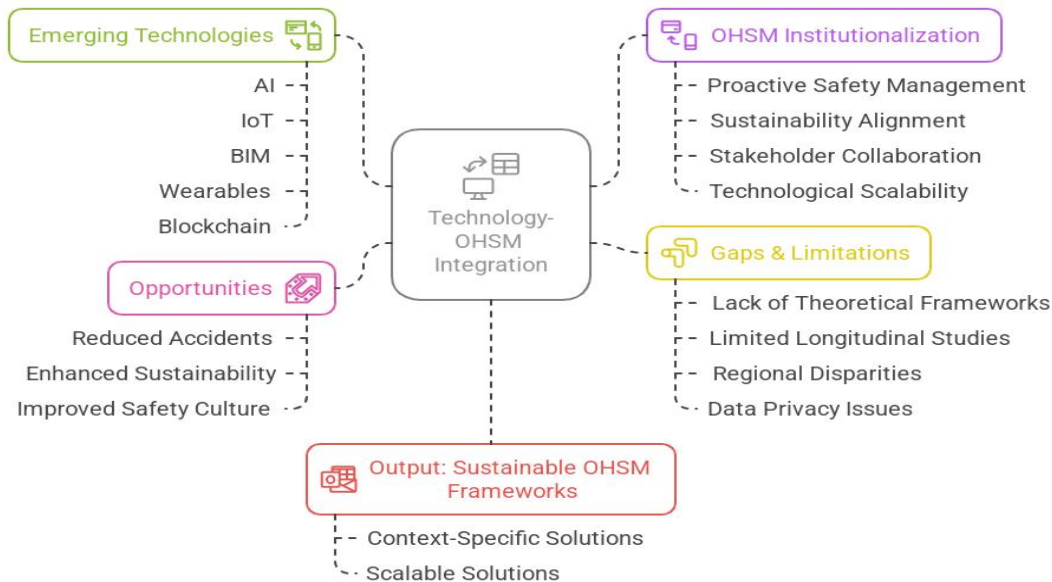 Emerging Technologies
AI
IoT
BIM
Wearables
Blockchain
Opportunities
Reduced Accidents
Enhanced Sustainability
Improved Safety Culture
Technology-
OHSM
Integration
OHSM Institutionalization
Proactive Safety Management
Sustainability Alignment
Stakeholder Collaboration
Technological Scalability
Gaps & Limitations
Lack of Theoretical Frameworks
Limited Longitudinal Studies
Regional Disparities
Data Privacy Issues
Output: Sustainable OHSM
Frameworks
Context-Specific Solutions
Scalable Solutions